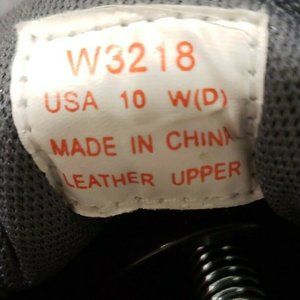 W3218
USA 10 W(D)
MADE IN CHINA
LEATHER UPPER